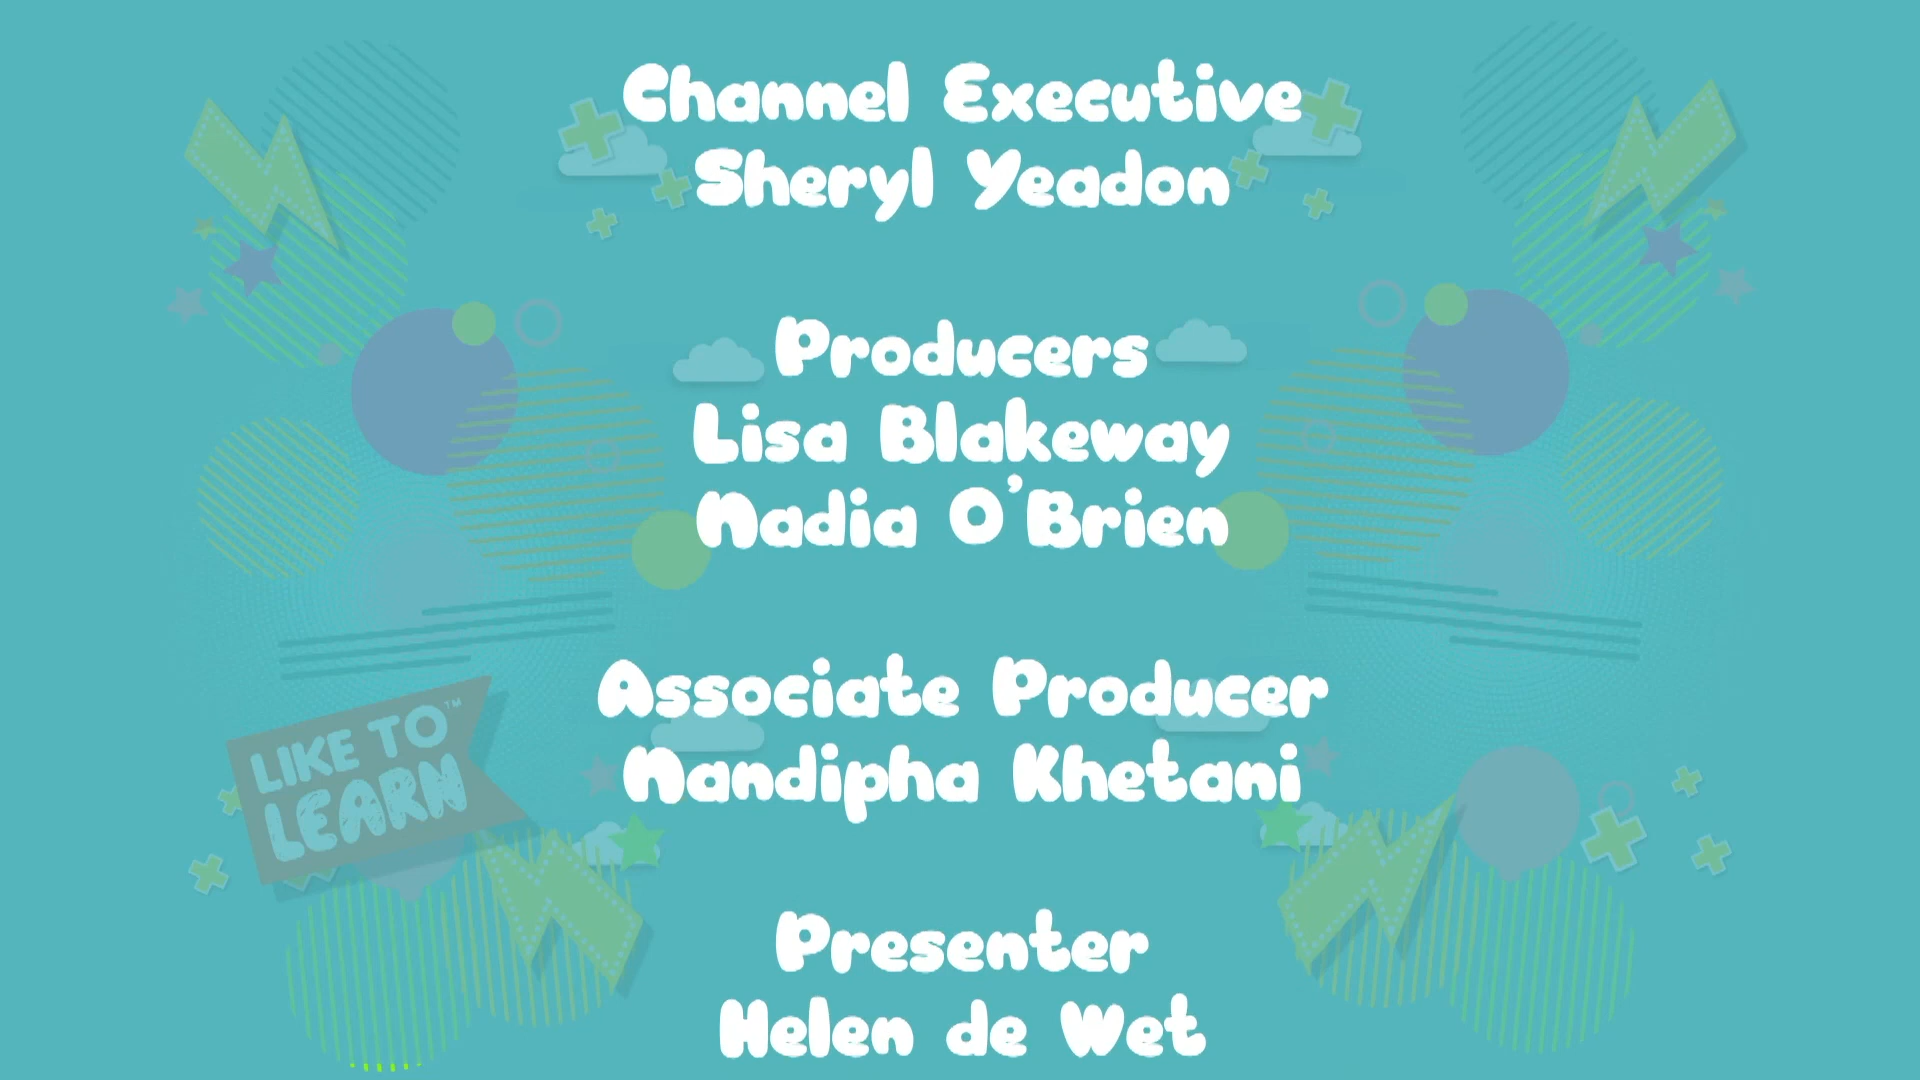 Channel Executive
Sheryl Yeadon
Producers
Lisa Blakeway
Nadia O'Brien
Associate Producer
Nandipha Khetani
Presenter
Helen de Wet
LIKE TO™
LEARN